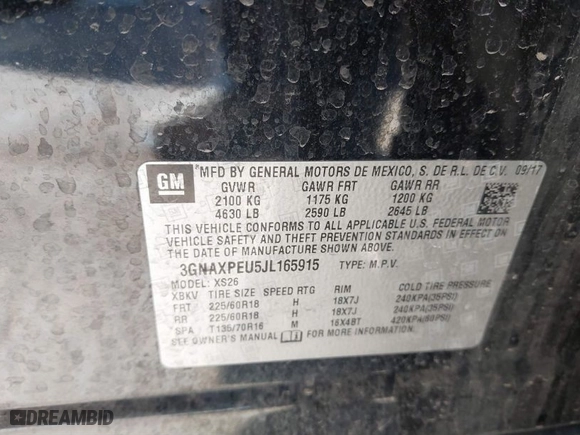 GM MFD BY GENERAL MOTORS DE MEXICO, S. DE R.L. DE C.V. 09/17
GVWR GAWR FRT GAWR RR
2100 KG 1175 KG 1200 KG
4630 LB 2590 LB 2645 LB
THIS VEHICLE CONFORMS TO ALL APPLICABLE U.S. FEDERAL MOTOR
VEHICLE SAFETY AND THEFT PREVENTION STANDARDS IN EFFECT ON
THE DATE OF MANUFACTURE SHOWN ABOVE.
3GNAXPEU5JL165915 TYPE: M.P.V.
MODEL: XS26
XBKV TIRE SIZE SPEED RTG RIM COLD TIRE PRESSURE
FRT 225/60R18 H 18X7J 240KPA(35PSI)
RR 225/60R18 H 18X7J 240KPA(35PSI)
SPA T135/70R16 M 16X4BT 420KPA(60PSI)
SEE OWNER'S MANUAL FOR MORE INFORMATION.
DREAMBID